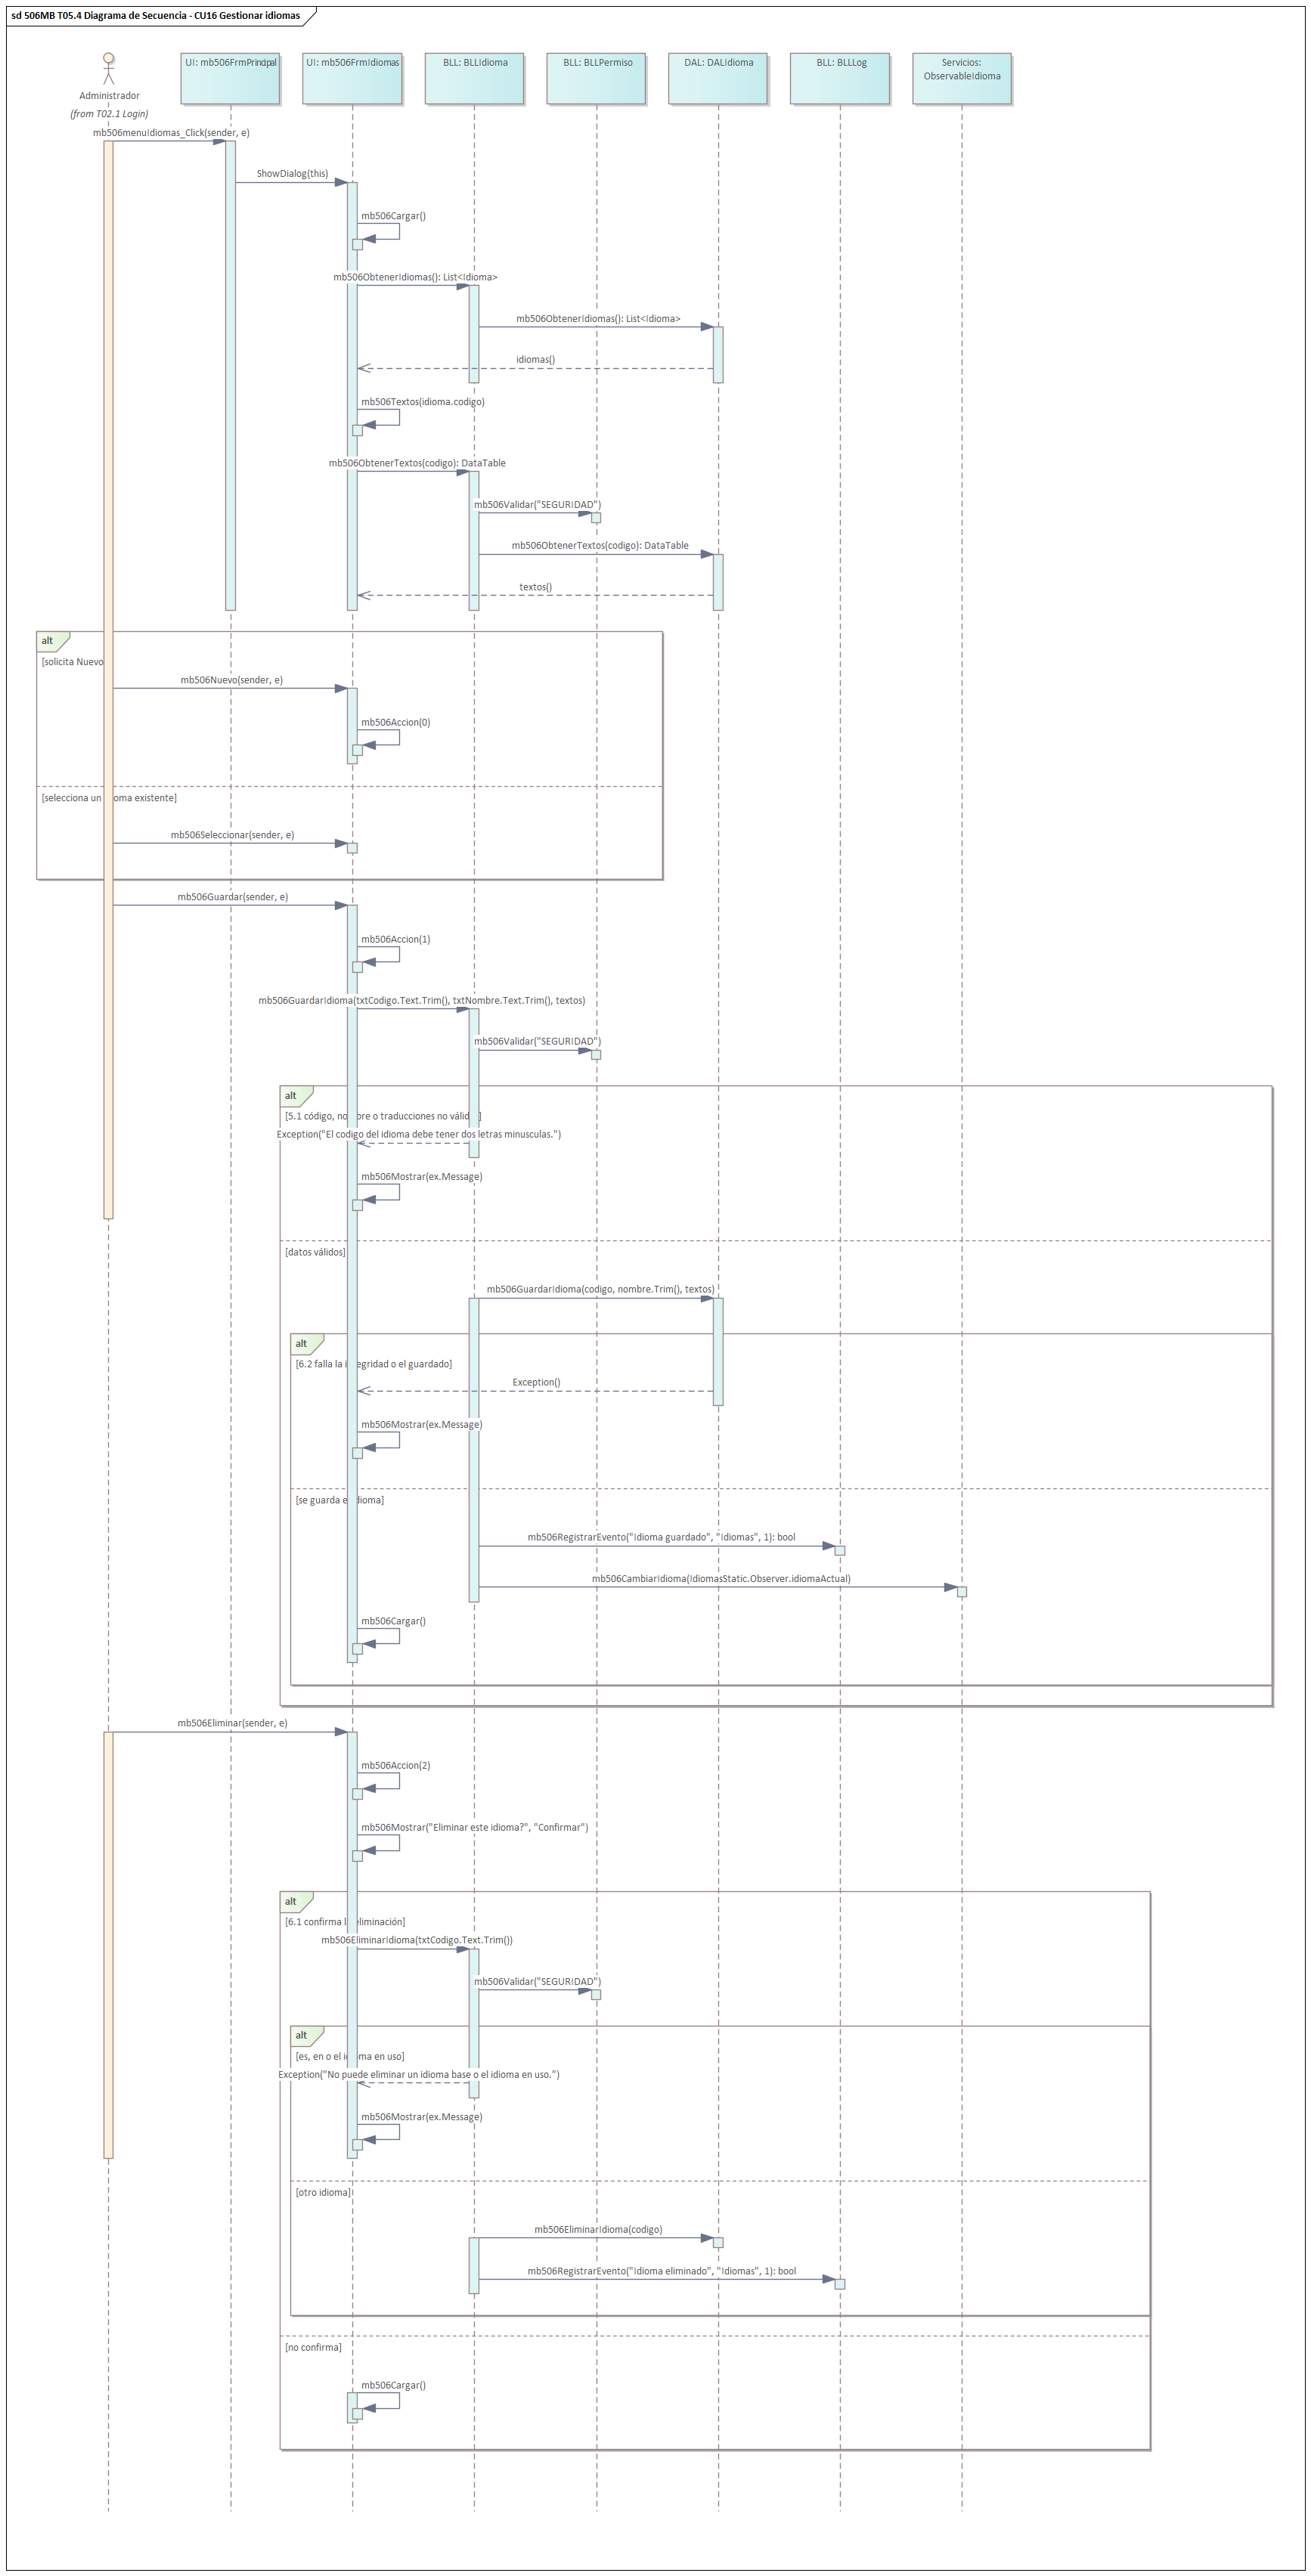 sd 506MB T05.4 Diagrama de Secuencia - CU16 Gestionar idiomas
UI: mb506FrmPrincipal
UI: mb506FrmIdiomas
BLL: BLLIdioma
BLL: BLLPermiso
DAL: DALIdioma
BLL: BLLLog
Servicios:
ObservableIdioma
Administrador
(from T02.1 Login)
mb506menuIdiomas_Click(sender, e)
ShowDialog(this)
mb506Cargar()
mb506ObtenerIdiomas(): List<Idioma>
mb506ObtenerIdiomas(): List<Idioma>
idiomas()
mb506Textos(idioma.codigo)
mb506ObtenerTextos(codigo): DataTable
mb506Validar("SEGURIDAD")
mb506ObtenerTextos(codigo): DataTable
textos()
alt
[solicita Nuevo
mb506Nuevo(sender, e)
mb506Accion(0)
[selecciona un oma existente]
mb506Seleccionar(sender, e)
mb506Guardar(sender, e)
mb506Accion(1)
mb506GuardarIdioma(txtCodigo.Text.Trim(), txtNombre.Text.Trim(), textos)
mb506Validar("SEGURIDAD")
alt
[5.1 código, no bre o traducciones no válid ]
Exception("El codigo del idioma debe tener dos letras minusculas.")
mb506Mostrar(ex.Message)
[datos válidos]
mb506GuardarIdioma(codigo, nombre.Trim(), textos)
alt
[6.2 falla la i egridad o el guardado]
Exception()
mb506Mostrar(ex.Message)
[se guarda e dioma]
mb506RegistrarEvento("Idioma guardado", "Idiomas", 1): bool
mb506CambiarIdioma(IdiomasStatic.Observer.idiomaActual)
mb506Cargar()
mb506Eliminar(sender, e)
mb506Accion(2)
mb506Mostrar("Eliminar este idioma?", "Confirmar")
alt
[6.1 confirma l eliminación]
mb506EliminarIdioma(txtCodigo.Text.Trim())
mb506Validar("SEGURIDAD")
alt
[es, en o el id ma en uso]
Exception("No puede eliminar un idioma base o el idioma en uso.")
mb506Mostrar(ex.Message)
[otro idioma]
mb506EliminarIdioma(codigo)
mb506RegistrarEvento("Idioma eliminado", "Idiomas", 1): bool
[no confirma]
mb506Cargar()